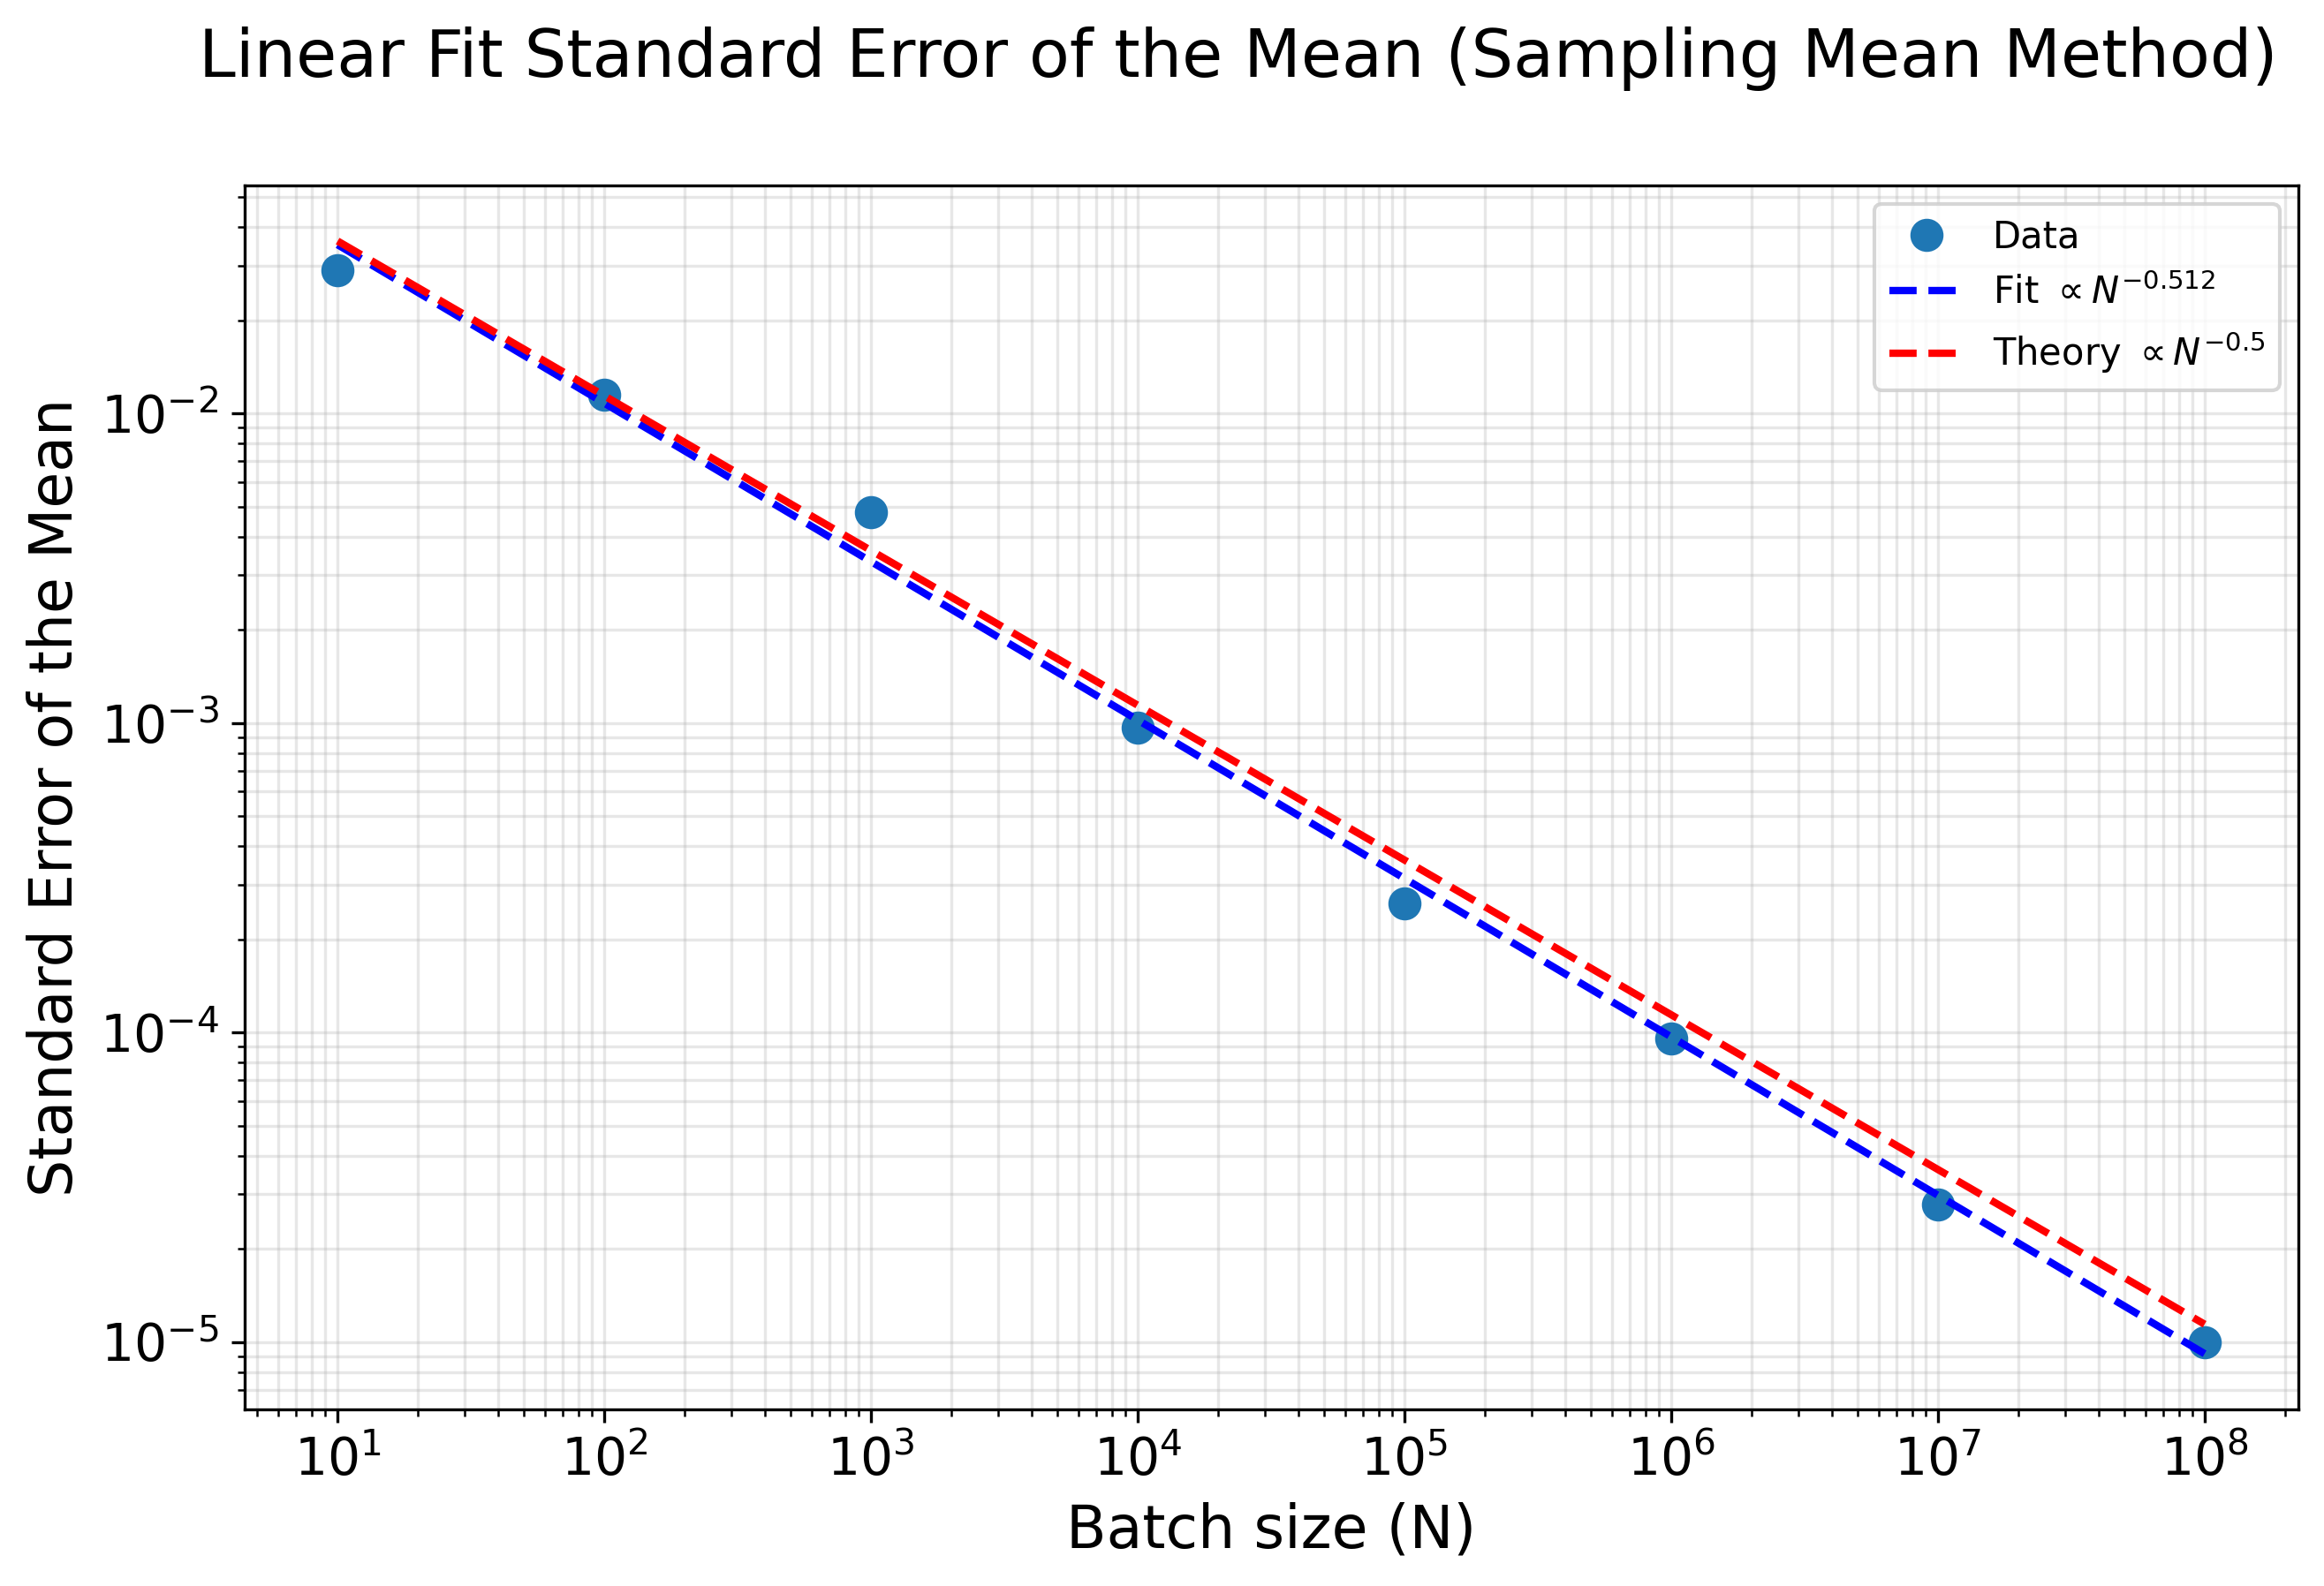 Linear Fit Standard Error of the Mean (Sampling Mean Method)
Data
Fit ∝ N^{−0.512}
Theory ∝ N^{−0.5}
Standard Error of the Mean
10^{−2}
10^{−3}
10^{−4}
10^{−5}
10^1 10^2 10^3 10^4 10^5 10^6 10^7 10^8
Batch size (N)